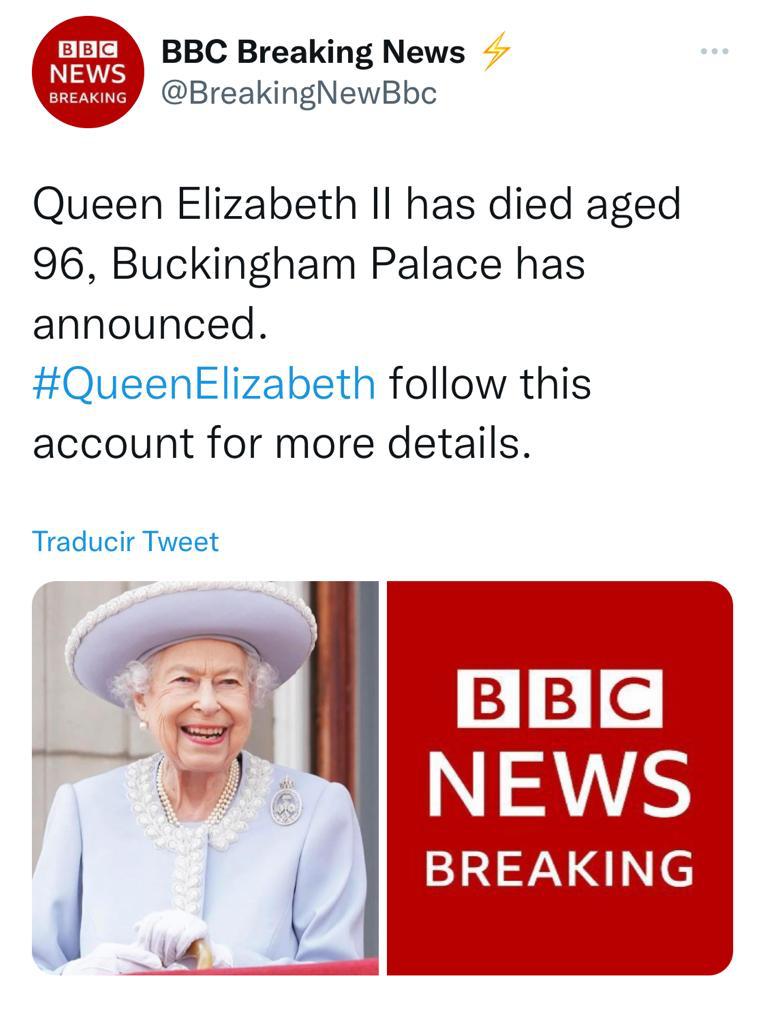 BBC
NEWS
BREAKING
BBC Breaking News ⚡
@BreakingNewBbc
Queen Elizabeth II has died aged
96, Buckingham Palace has
announced.
#QueenElizabeth follow this
account for more details.
Traducir Tweet
BBC
NEWS
BREAKING